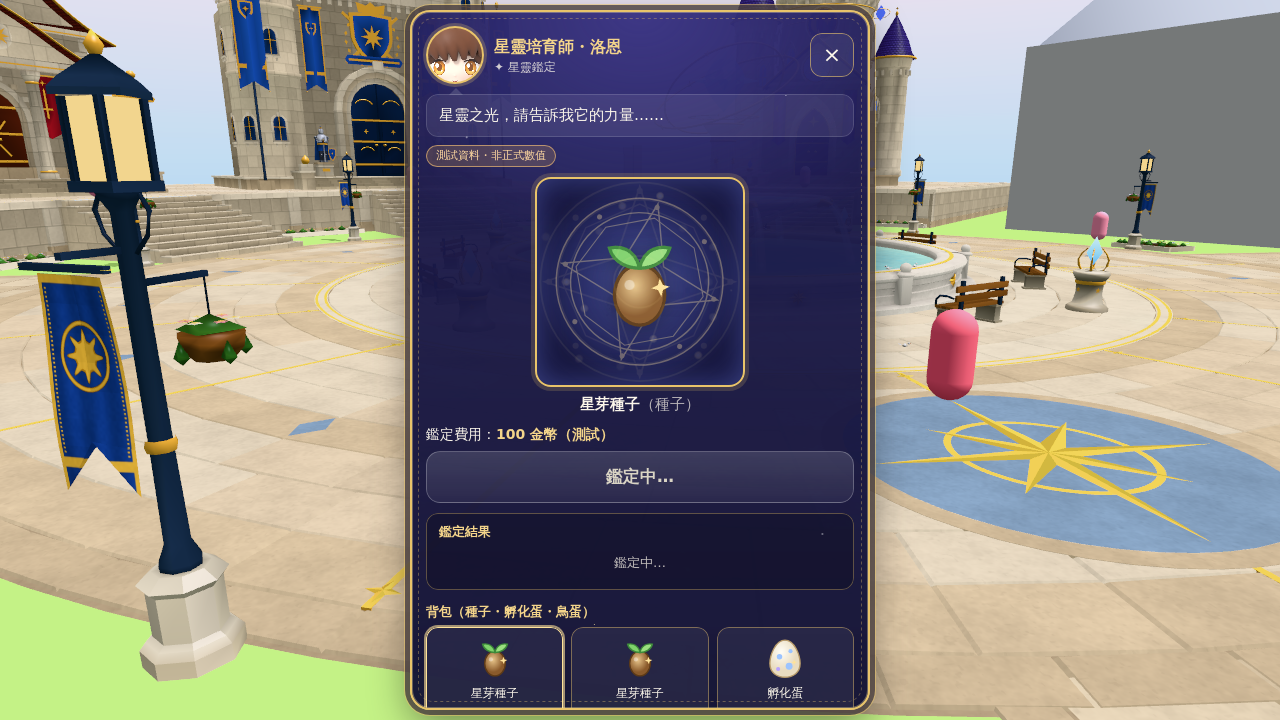 星靈培育師・洛恩
✦ 星靈鑑定
×
星靈之光，請告訴我它的力量……
測試資料・非正式數值
星芽種子（種子）
鑑定費用：100 金幣（測試）
鑑定中…
鑑定結果
鑑定中…
背包（種子・孵化蛋・鳥蛋）
星芽種子
星芽種子
孵化蛋